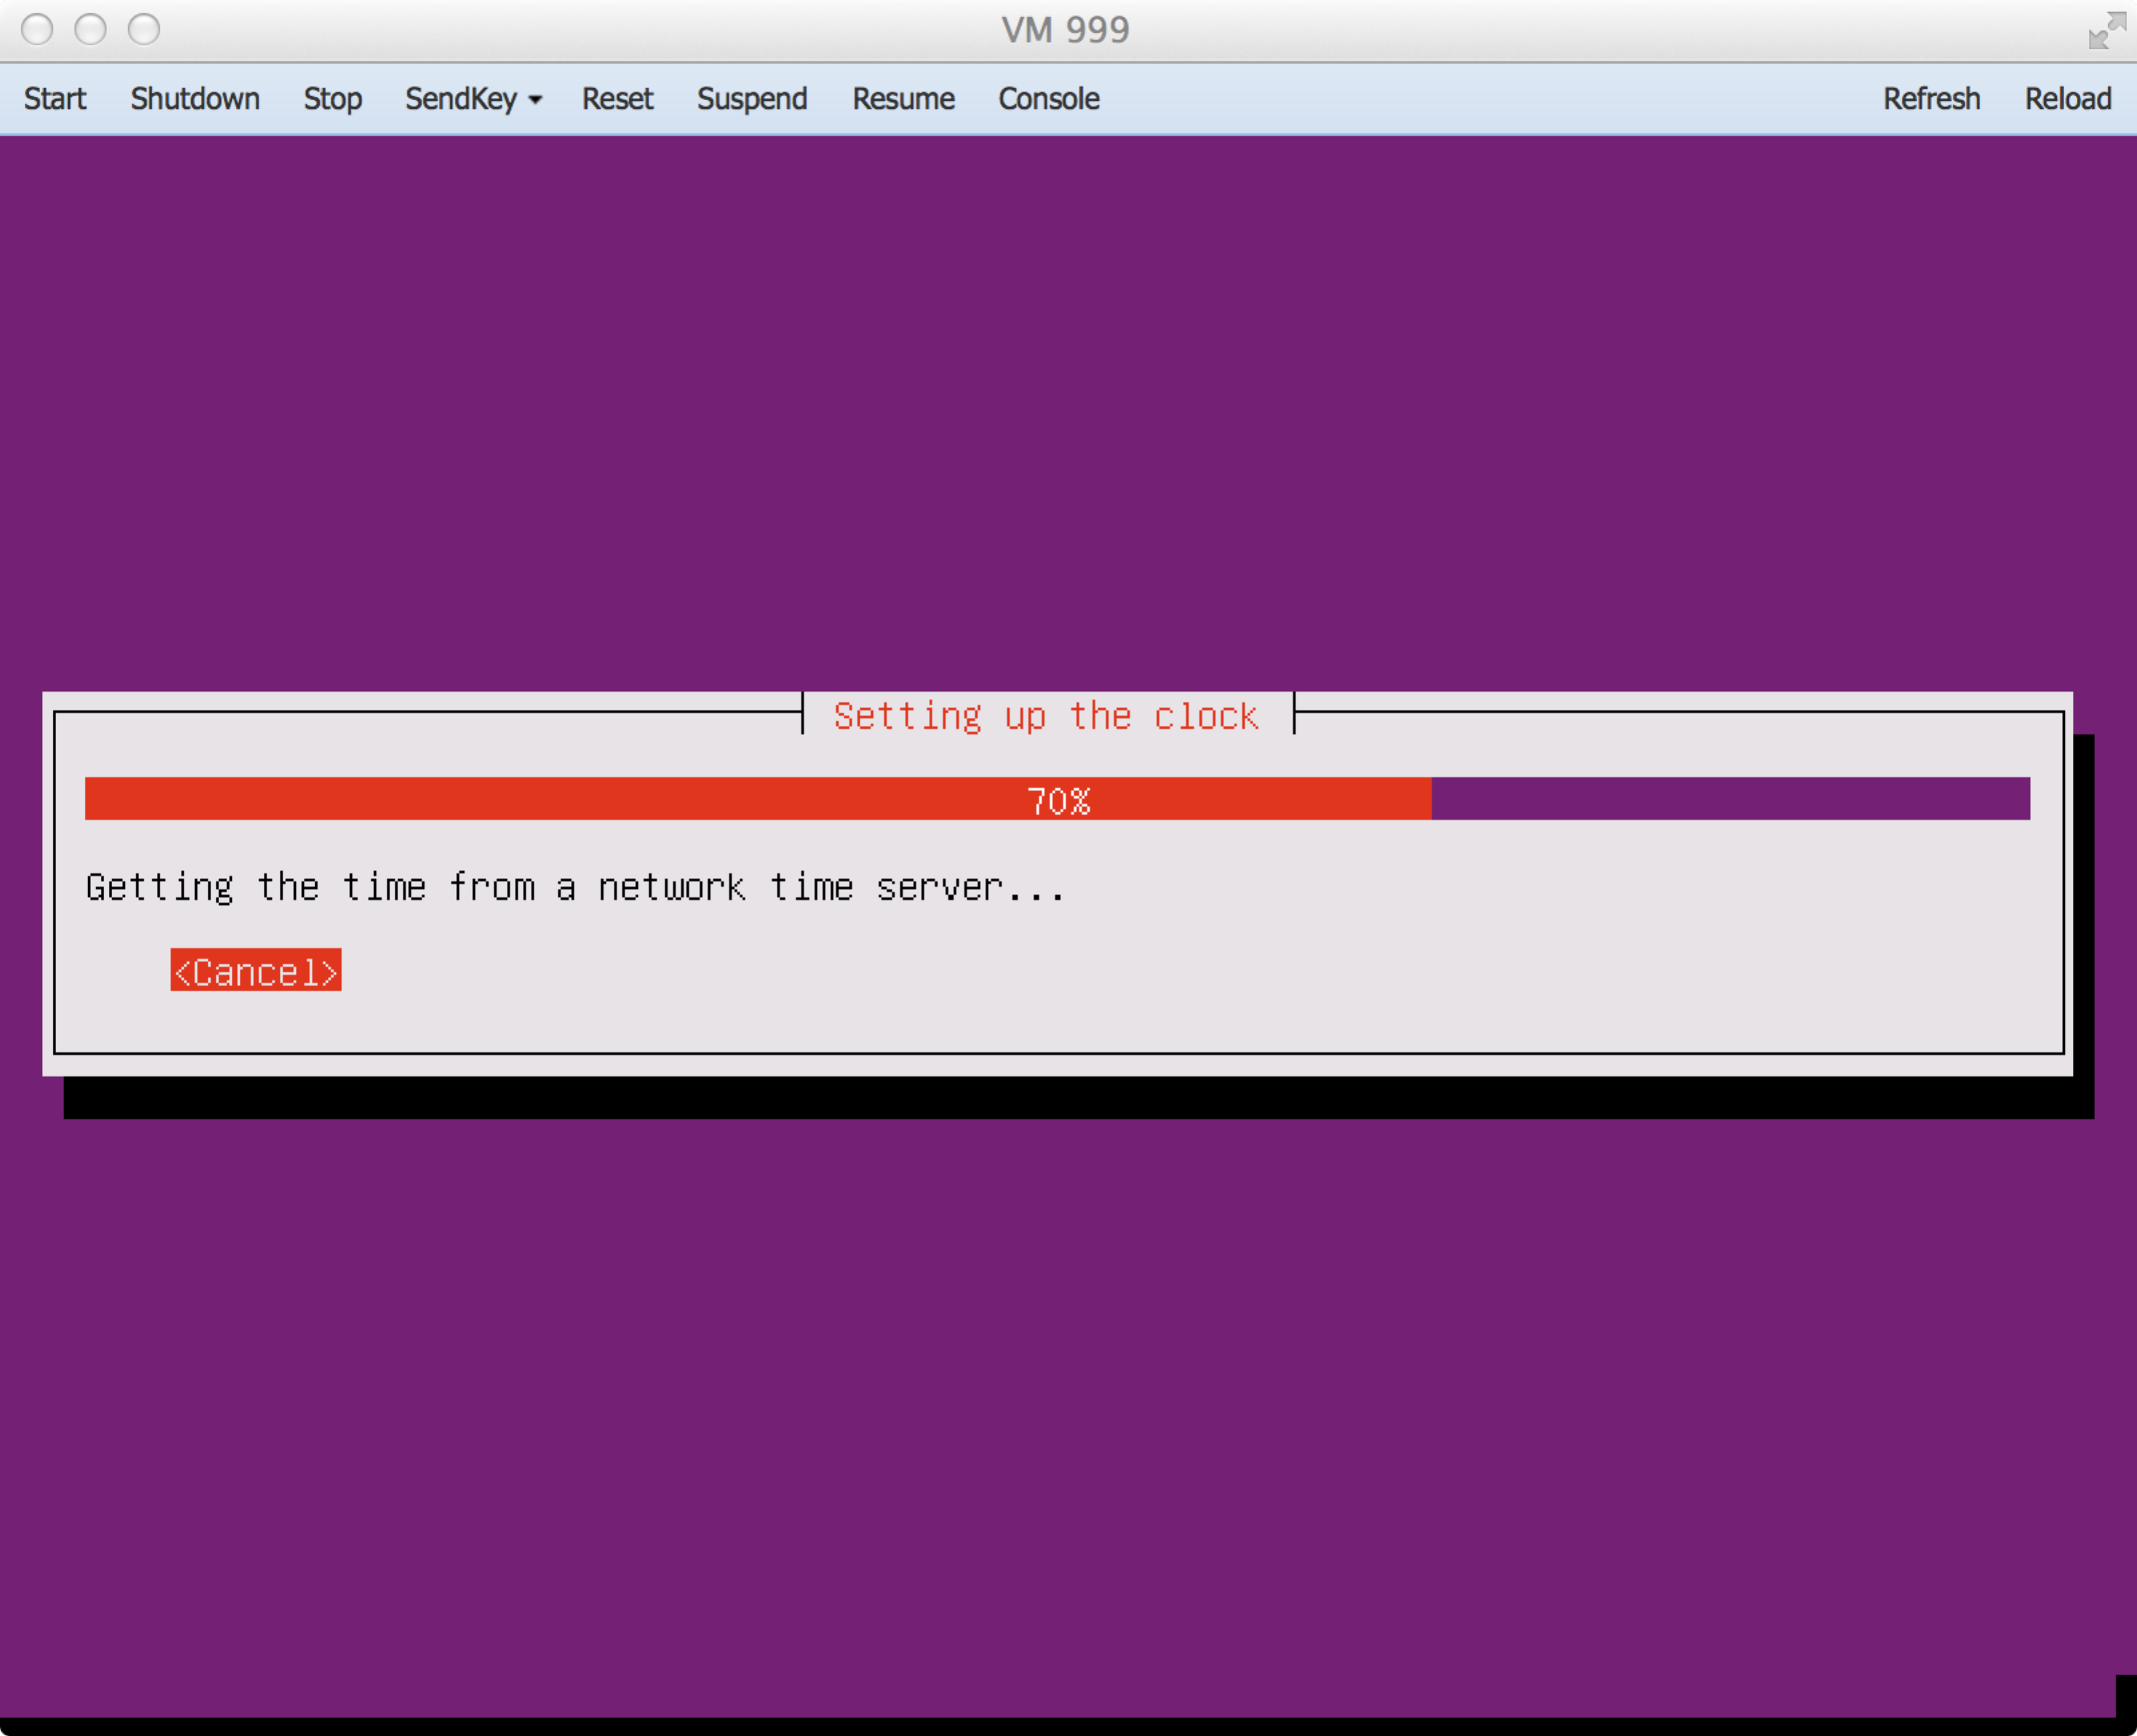 VM 999
Start Shutdown Stop SendKey Reset Suspend Resume Console Refresh Reload
Setting up the clock
70%
Getting the time from a network time server...
<Cancel>